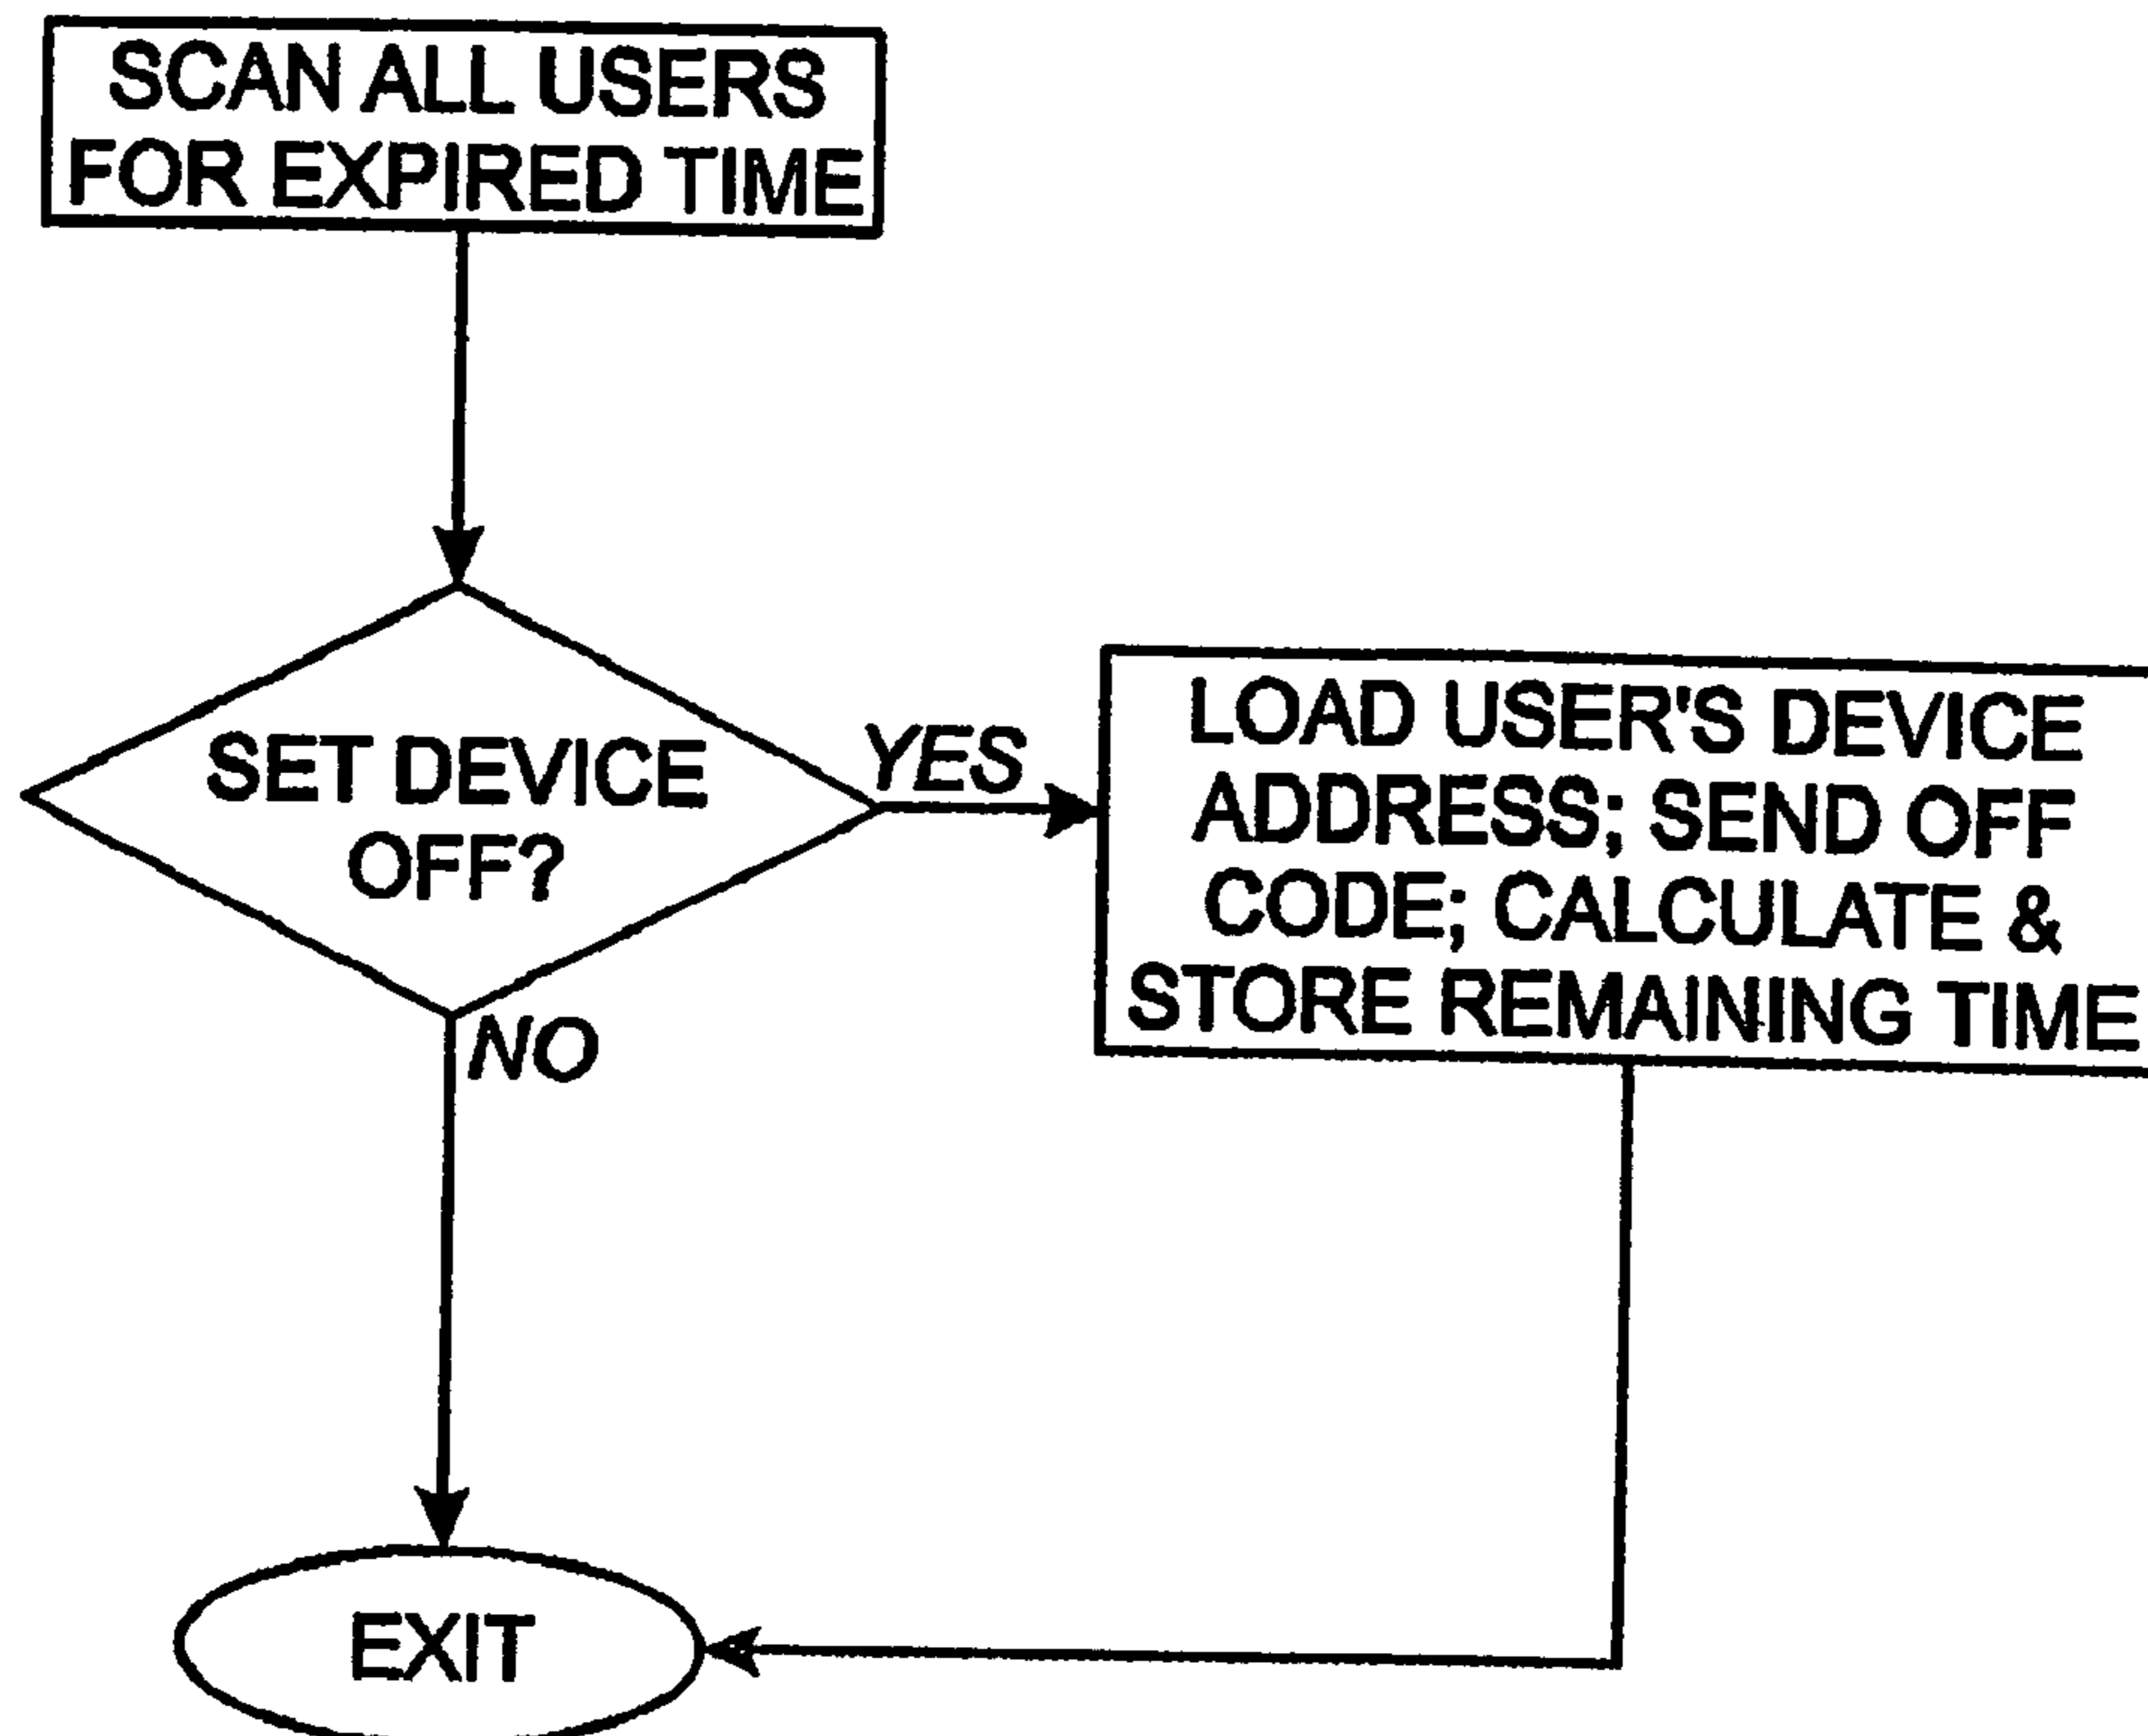 SCAN ALL USERS
FOR EXPIRED TIME
SET DEVICE
OFF?
YES
LOAD USER'S DEVICE
ADDRESS; SEND OFF
CODE; CALCULATE &
STORE REMAINING TIME
NO
EXIT